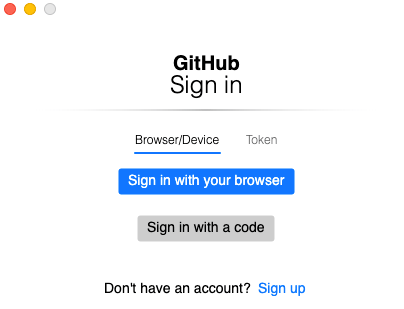 GitHub
Sign in
Browser/Device Token
Sign in with your browser
Sign in with a code
Don't have an account? Sign up